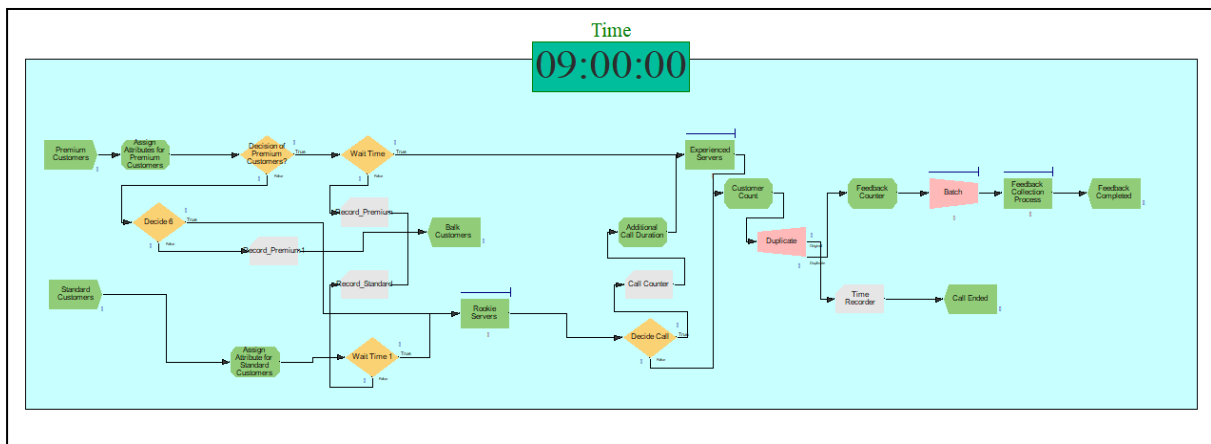 Time
09:00:00
Premium
Customers
Assign
Attributes for
Premium
Customers
Decision of
Premium
Customers?
True
False
Wait Time
True
False
Experienced
Servers
Customer
Count
Feedback
Counter
Batch
Feedback
Collection
Process
Feedback
Completed
Decide 6
True
False
Record_Premium
Record_Premium1
Balk
Customers
Additional
Call Duration
Duplicate
Original
Duplicate
Standard
Customers
Record_Standard
Call Counter
Time
Recorder
Call Ended
Rookie
Servers
Decide Call
True
False
Assign
Attribute for
Standard
Customers
Wait Time 1
True
False